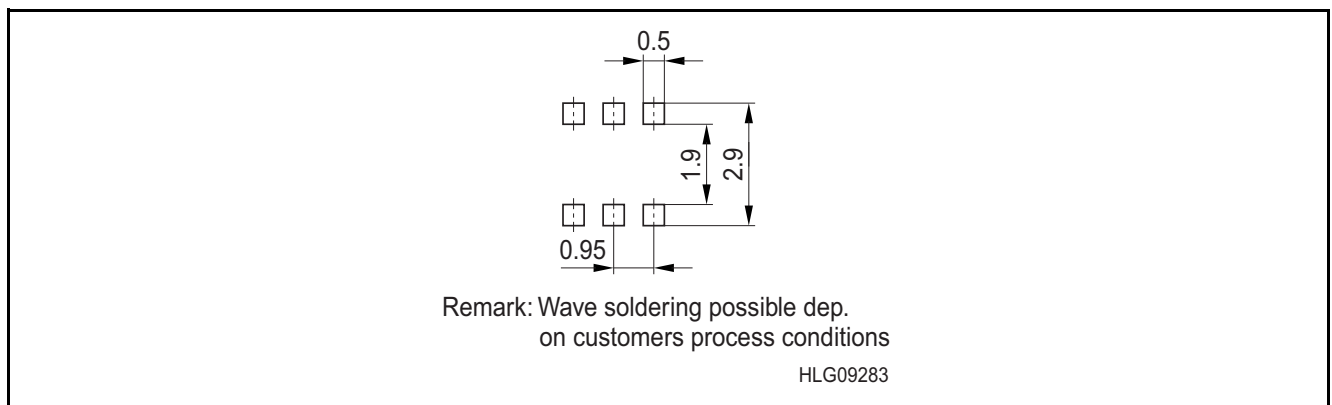 0.5
1.9
2.9
0.95
Remark: Wave soldering possible dep.
on customers process conditions
HLG09283